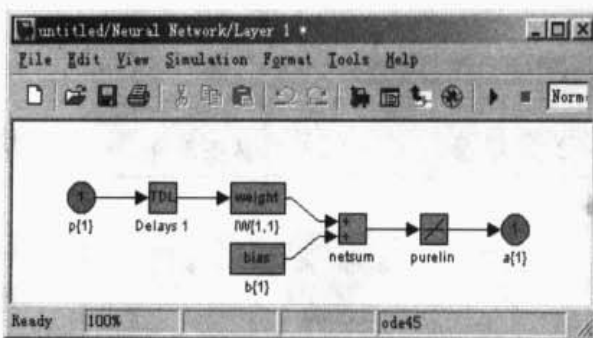 untitled/Neural Network/Layer 1 *
File Edit View Simulation Format Tools Help
Norm
1
TDL
weight
p{1}
Delays 1
IW{1,1}
bias
b{1}
netsum
purelin
1
a{1}
Ready 100% ode45